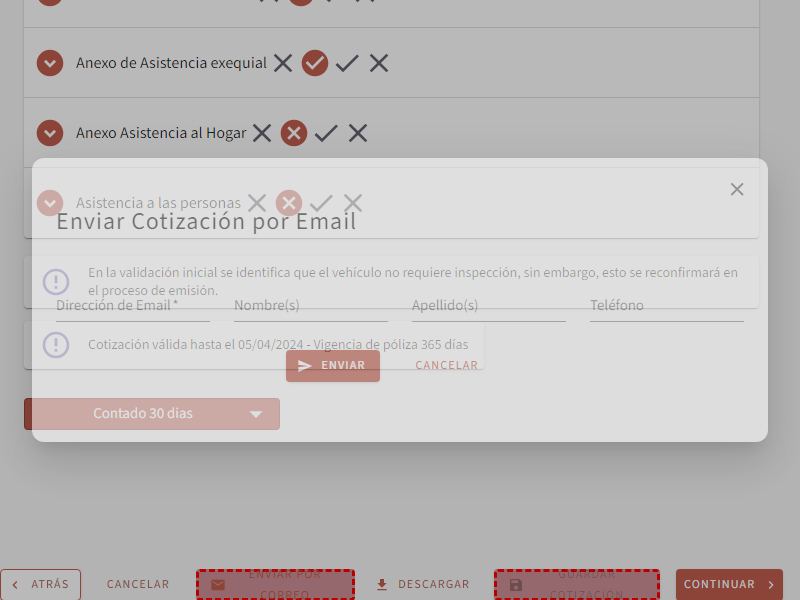 Anexo de Asistencia exequial
Anexo Asistencia al Hogar
Asistencia a las personas
Enviar Cotización por Email
En la validación inicial se identifica que el vehículo no requiere inspección, sin embargo, esto se reconfirmará en
el proceso de emisión.
Dirección de Email* Nombre(s) Apellido(s) Teléfono
Cotización válida hasta el 05/04/2024 - Vigencia de póliza 365 días
ENVIAR CANCELAR
Contado 30 dias
ATRÁS CANCELAR ENVIAR POR CORREO DESCARGAR GUARDAR COTIZACIÓN CONTINUAR